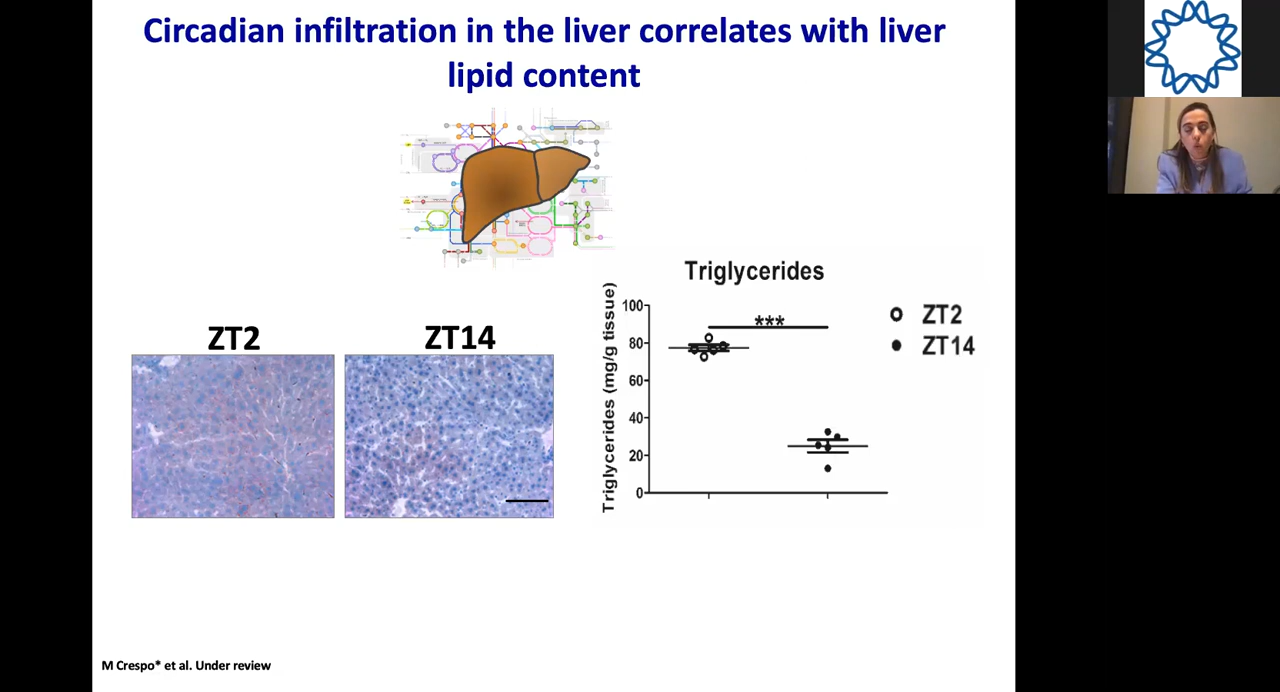 Circadian infiltration in the liver correlates with liver
lipid content
ZT2
ZT14
Triglycerides
Triglycerides (mg/g tissue)
100
80
60
40
20
0
***
ZT2
ZT14
M Crespo* et al. Under review